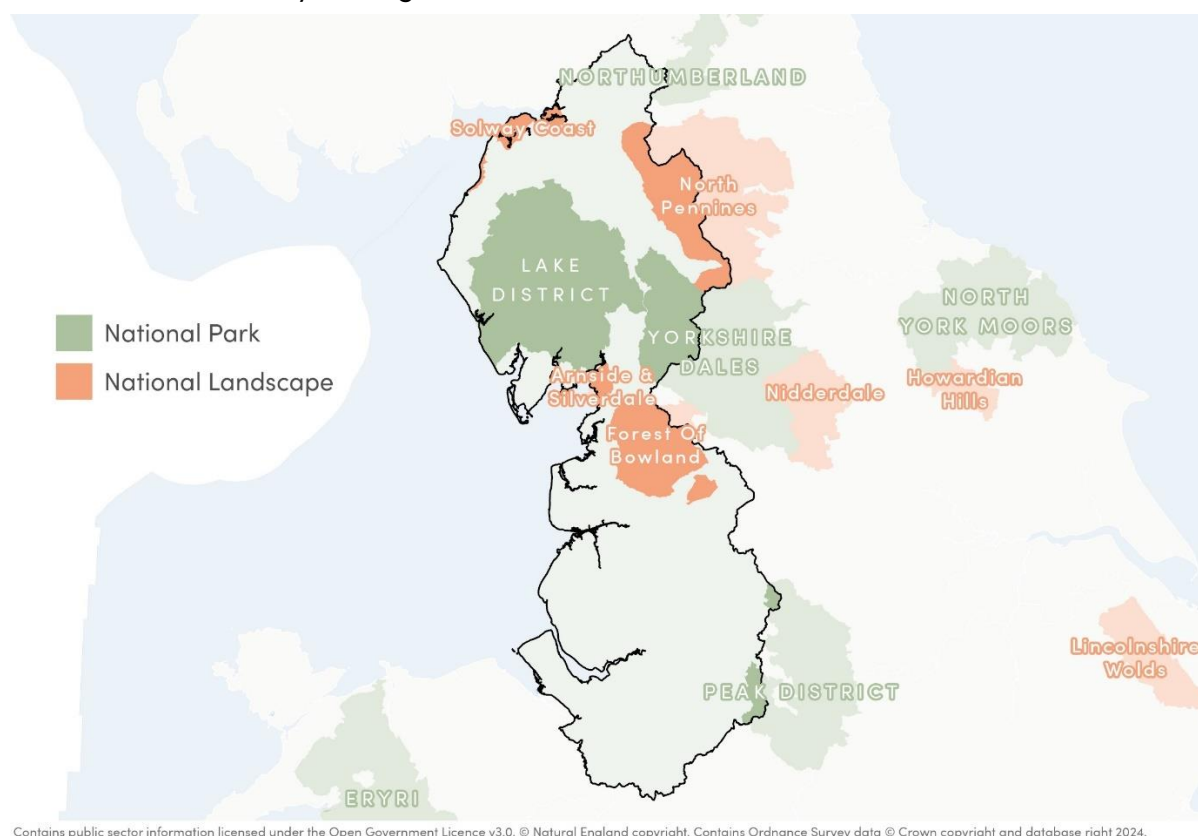 NORTHUMBERLAND
Solway Coast
North
Pennines
LAKE
DISTRICT
NORTH
YORK MOORS
National Park
YORKSHIRE
DALES
National Landscape
Arnside &
Silverdale
Nidderdale
Howardian
Hills
Forest Of
Bowland
Lincolnshire
Wolds
PEAK DISTRICT
ERYRI
Contains public sector information licensed under the Open Government Licence v3.0. © Natural England copyright. Contains Ordnance Survey data © Crown copyright and database right 2024.